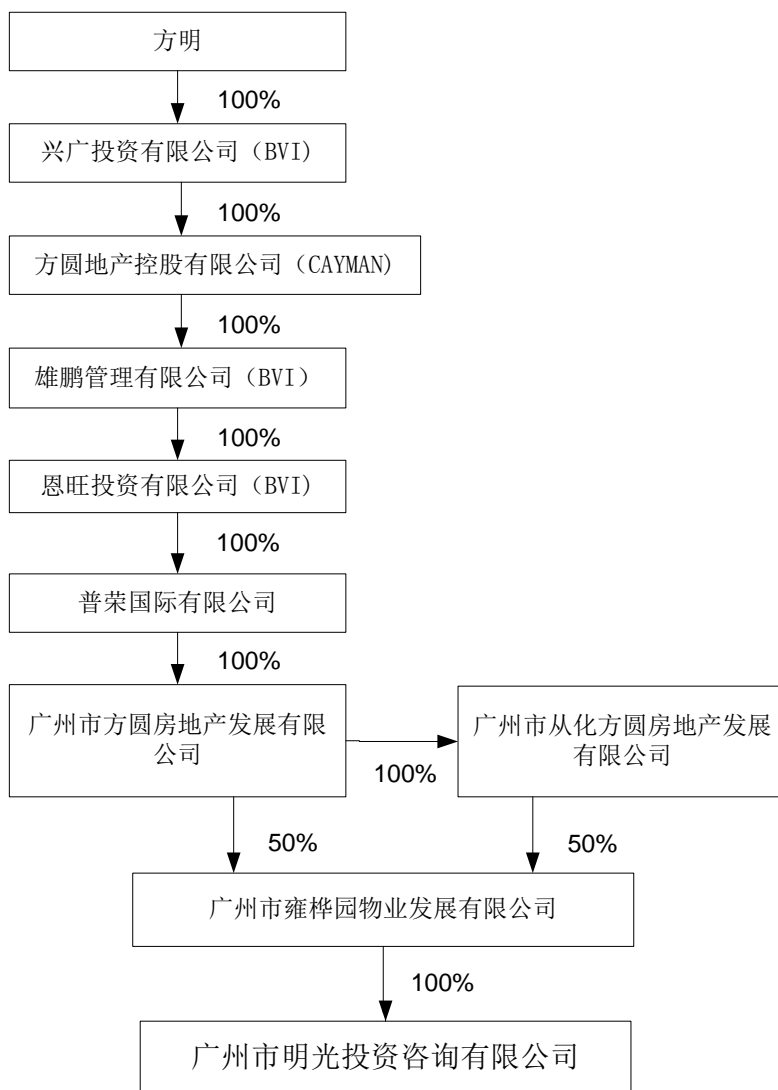 方明
100%
兴广投资有限公司（BVI)
100%
方圆地产控股有限公司（CAYMAN)
100%
雄鹏管理有限公司（BVI）
100%
恩旺投资有限公司（BVI)
100%
普荣国际有限公司
100%
广州市方圆房地产发展有限
公司
100%
广州市从化方圆房地产发展
有限公司
50%
50%
广州市雍桦园物业发展有限公司
100%
广州市明光投资咨询有限公司